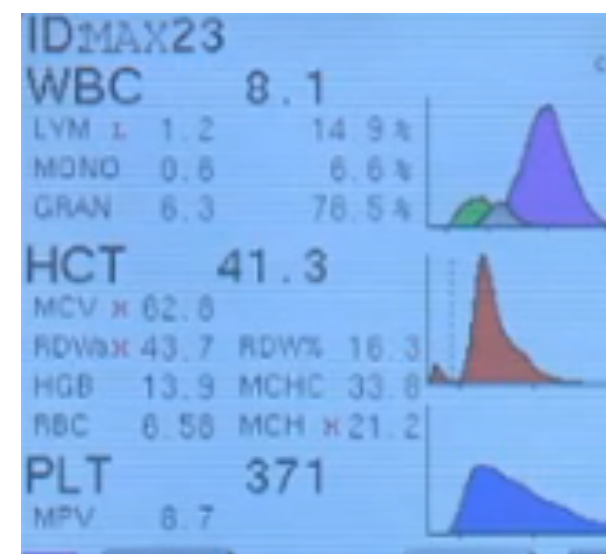 ID:MAX23
WBC 8.1
LYM L 1.2 14.9%
MONO 0.6 6.6%
GRAN 6.3 78.5%
HCT 41.3
MCV H 62.8
RDWa H 43.7 RDW% 16.3
HGB 13.9 MCHC 33.8
RBC 6.58 MCH H 21.2
PLT 371
MPV 8.7